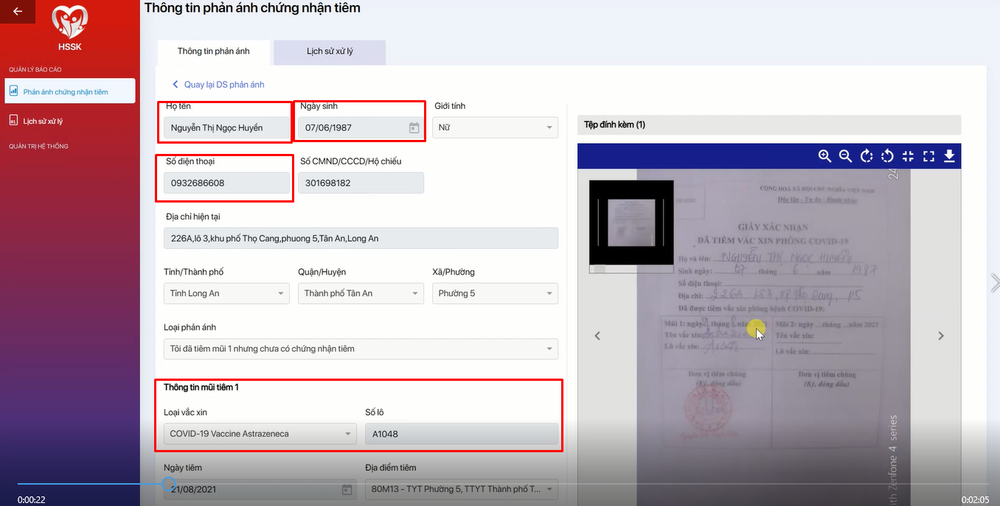 Thông tin phản ánh chứng nhận tiêm
HSSK
QUẢN LÝ BÁO CÁO
Phản ánh chứng nhận tiêm
Lịch sử xử lý
QUẢN TRỊ HỆ THỐNG
Thông tin phản ánh
Lịch sử xử lý
Quay lại DS phản ánh
Họ tên
Ngày sinh
Giới tính
Nguyễn Thị Ngọc Huyền
07/06/1987
Nữ
Số điện thoại
Số CMND/CCCD/Hộ chiếu
0932686608
301698182
Địa chỉ hiện tại
226A,lô 3,khu phố Thọ Cang,phuong 5,Tân An,Long An
Tỉnh/Thành phố
Quận/Huyện
Xã/Phường
Tỉnh Long An
Thành phố Tân An
Phường 5
Loại phản ánh
Tôi đã tiêm mũi 1 nhưng chưa có chứng nhận tiêm
Thông tin mũi tiêm 1
Loại vắc xin
Số lô
COVID-19 Vaccine Astrazeneca
A1048
Ngày tiêm
Địa điểm tiêm
21/08/2021
80M13 - TYT Phường 5, TTYT Thành phố T...
Tệp đính kèm (1)
24
CỘNG HOÀ XÃ HỘI CHỦ NGHĨA VIỆT NAM
Độc lập - Tự do - Hạnh phúc
GIẤY XÁC NHẬN
ĐÃ TIÊM VẮC XIN PHÒNG COVID-19
Họ và tên: NGUYỄN THỊ NGỌC HUYỀN
Sinh ngày: 07 tháng 6 năm 1987
Số điện thoại:
Địa chỉ: 226A Lô 3, KP Thọ Cang, P5
Đã được tiêm vắc xin phòng bệnh COVID-19:
Mũi 1: ngày 21 tháng 8 năm
Tên vắc xin:
Lô vắc xin:
Mũi 2: ngày ...tháng ...năm 2021
Tên vắc xin:
Lô vắc xin:
Đơn vị tiêm chủng
(Ký, đóng dấu)
Đơn vị tiêm chủng
(Ký, đóng dấu)
ith Zenfone 4 series
0:00:22
0:02:05